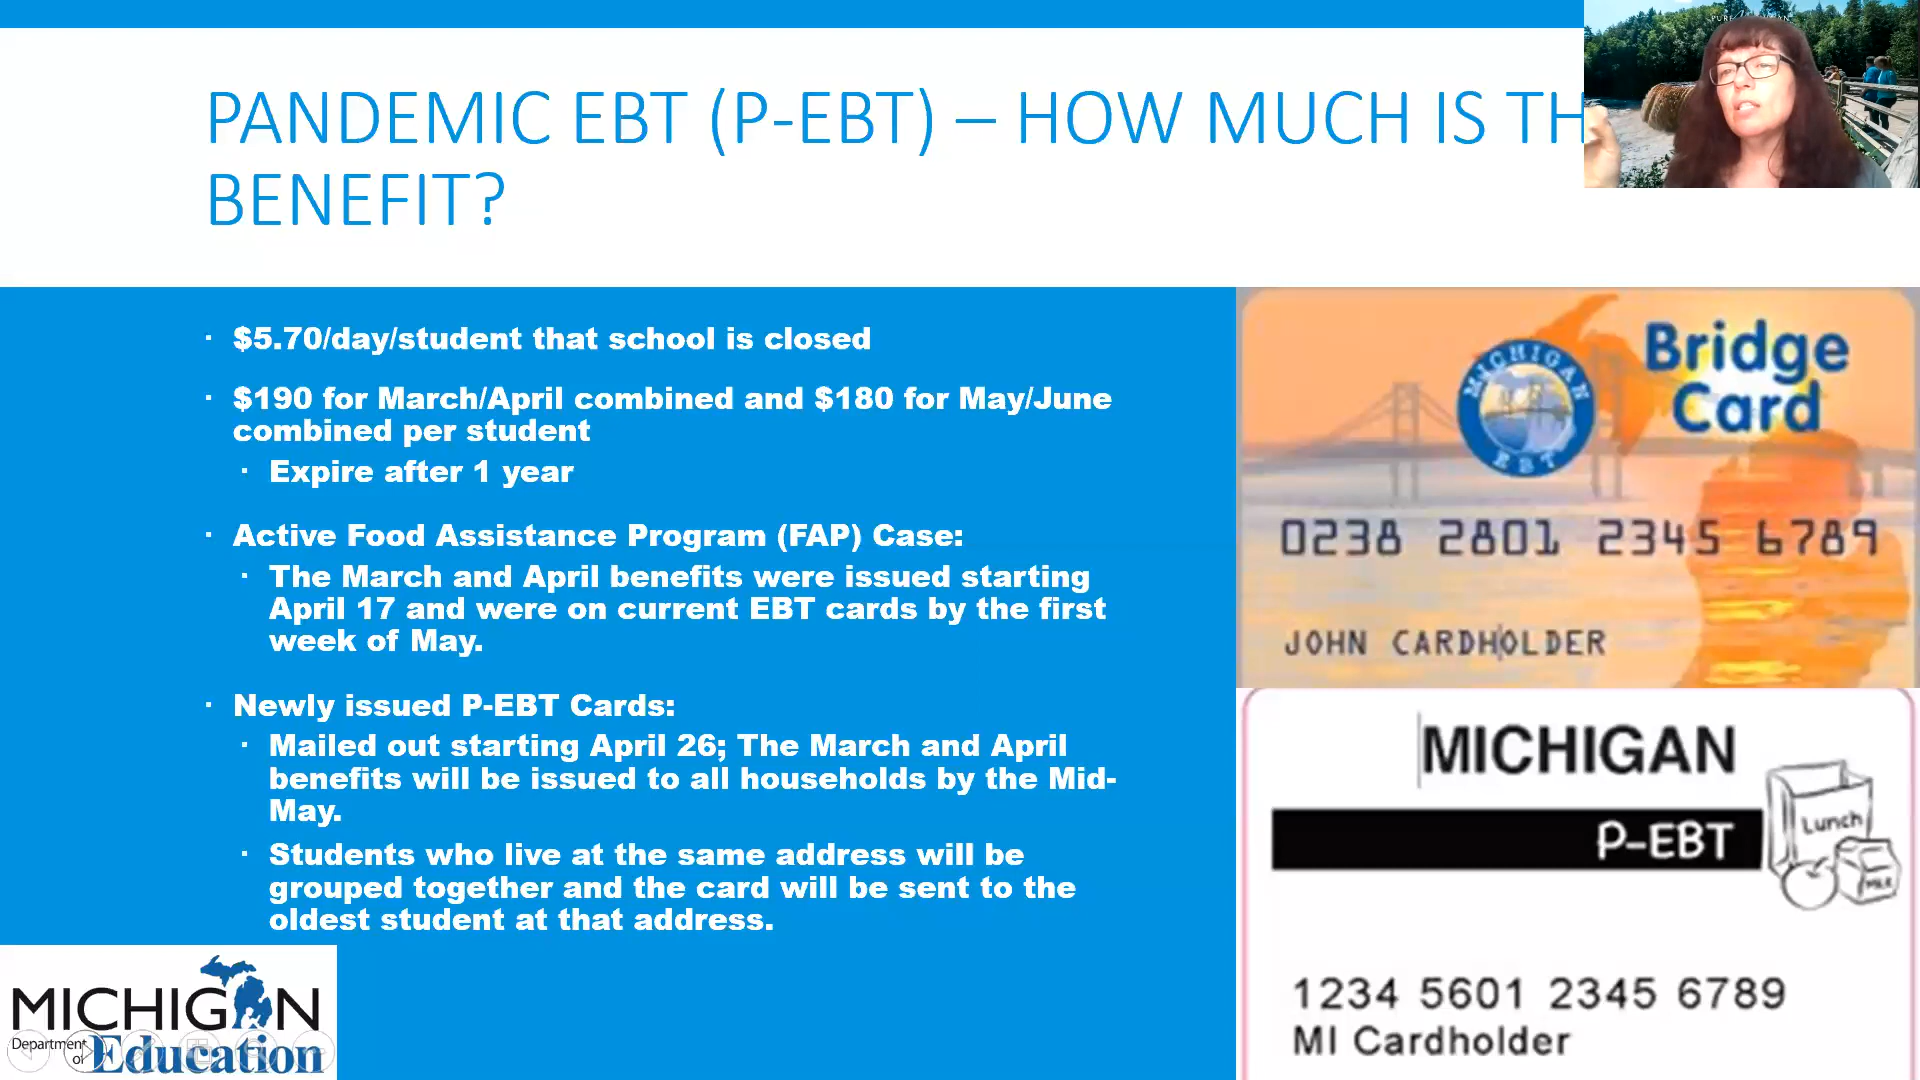 PANDEMIC EBT (P-EBT) – HOW MUCH IS TH
BENEFIT?
PURE
· $5.70/day/student that school is closed
· $190 for March/April combined and $180 for May/June
combined per student
· Expire after 1 year
· Active Food Assistance Program (FAP) Case:
· The March and April benefits were issued starting
April 17 and were on current EBT cards by the first
week of May.
· Newly issued P-EBT Cards:
· Mailed out starting April 26; The March and April
benefits will be issued to all households by the Mid-
May.
· Students who live at the same address will be
grouped together and the card will be sent to the
oldest student at that address.
MICHIGAN
EBT
Bridge
Card
0238 2801 2345 6789
JOHN CARDHOLDER
MICHIGAN
P-EBT
Lunch
MILK
1234 5601 2345 6789
MI Cardholder
MICHIGAN
Department
of Education